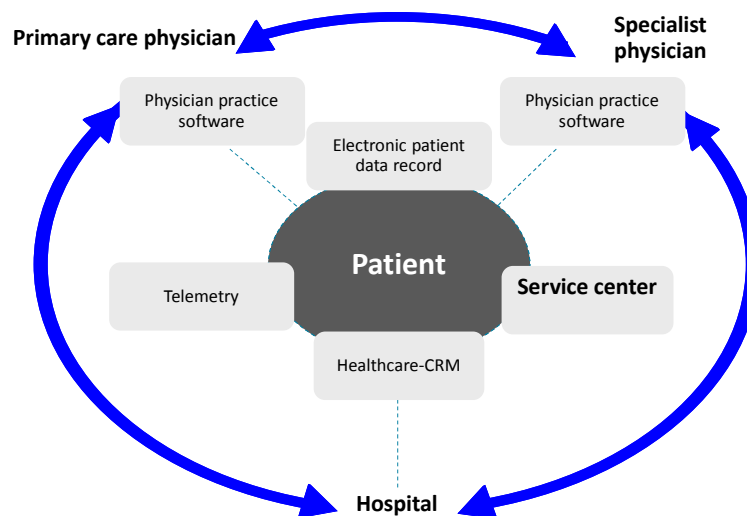 Primary care physician
Specialist
physician
Physician practice
software
Physician practice
software
Electronic patient
data record
Patient
Telemetry
Service center
Healthcare-CRM
Hospital